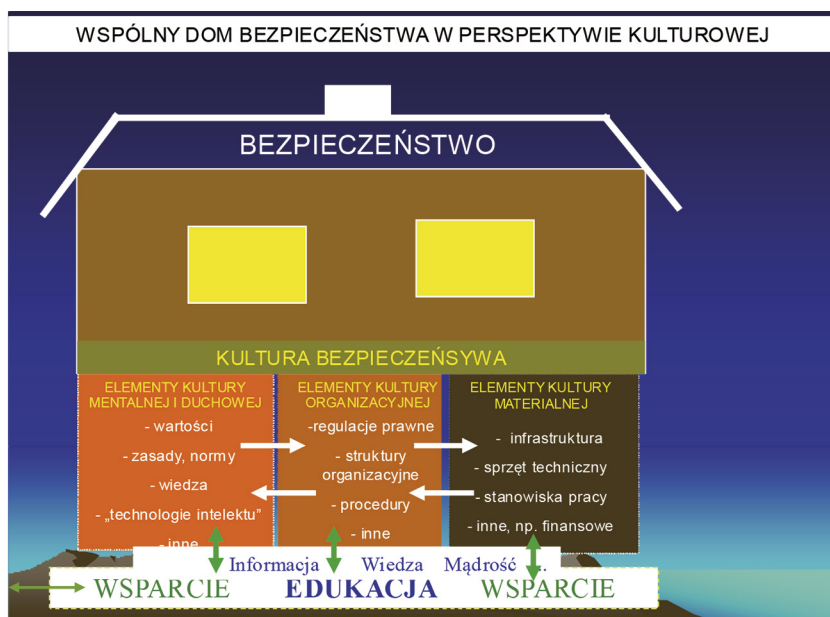 WSPÓLNY DOM BEZPIECZEŃSTWA W PERSPEKTYWIE KULTUROWEJ
BEZPIECZEŃSTWO
KULTURA BEZPIECZEŃSYWA
ELEMENTY KULTURY
MENTALNEJ I DUCHOWEJ
- wartości
- zasady, normy
- wiedza
- „technologie intelektu”
- inne
ELEMENTY KULTURY
ORGANIZACYJNEJ
-regulacje prawne
- struktury
organizacyjne
- procedury
- inne
ELEMENTY KULTURY
MATERIALNEJ
- infrastruktura
- sprzęt techniczny
- stanowiska pracy
- inne, np. finansowe
Informacja Wiedza Mądrość ...
WSPARCIE EDUKACJA WSPARCIE